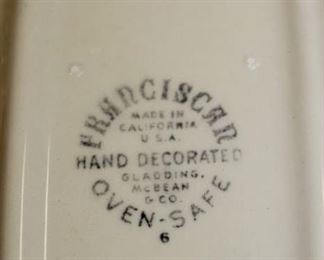 FRANCISCAN
MADE IN
CALIFORNIA
U.S.A.
HAND DECORATED
GLADDING,
McBEAN
& CO.
OVEN-SAFE
6